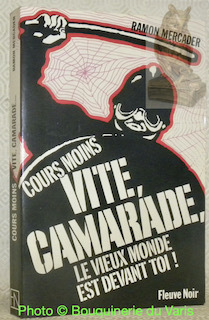 RAMON MERCADER
COURS MOINS
VITE,
CAMARADE,
LE VIEUX MONDE
EST DEVANT TOI !
Fleuve Noir
COURS MOINS VITE CAMARADE
Photo © Bouquinerie du Varis